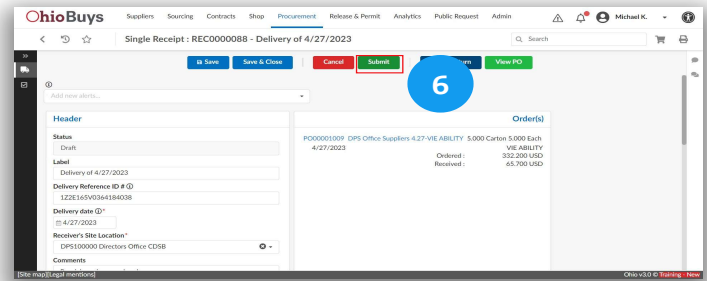 OhioBuys Suppliers Sourcing Contracts Shop Procurement Release & Permit Analytics Public Request Admin Michael K.
Single Receipt : REC0000088 - Delivery of 4/27/2023 Search
Save Save & Close Cancel Submit View PO
6
Add new alerts...
Header
Order(s)
Status
Draft
PO00001009 DPS Office Suppliers 4.27-VIE ABILITY 5.000 Carton 5.000 Each
4/27/2023 VIE ABILITY
Label
Ordered : 332.200 USD
Delivery of 4/27/2023
Received : 65.700 USD
Delivery Reference ID #
1Z2E165V0364184038
Delivery date *
4/27/2023
Receiver's Site Location*
DPS100000 Directors Office CDSB
Comments
[Site map][Legal mentions] Ohio v3.0 © Training - New